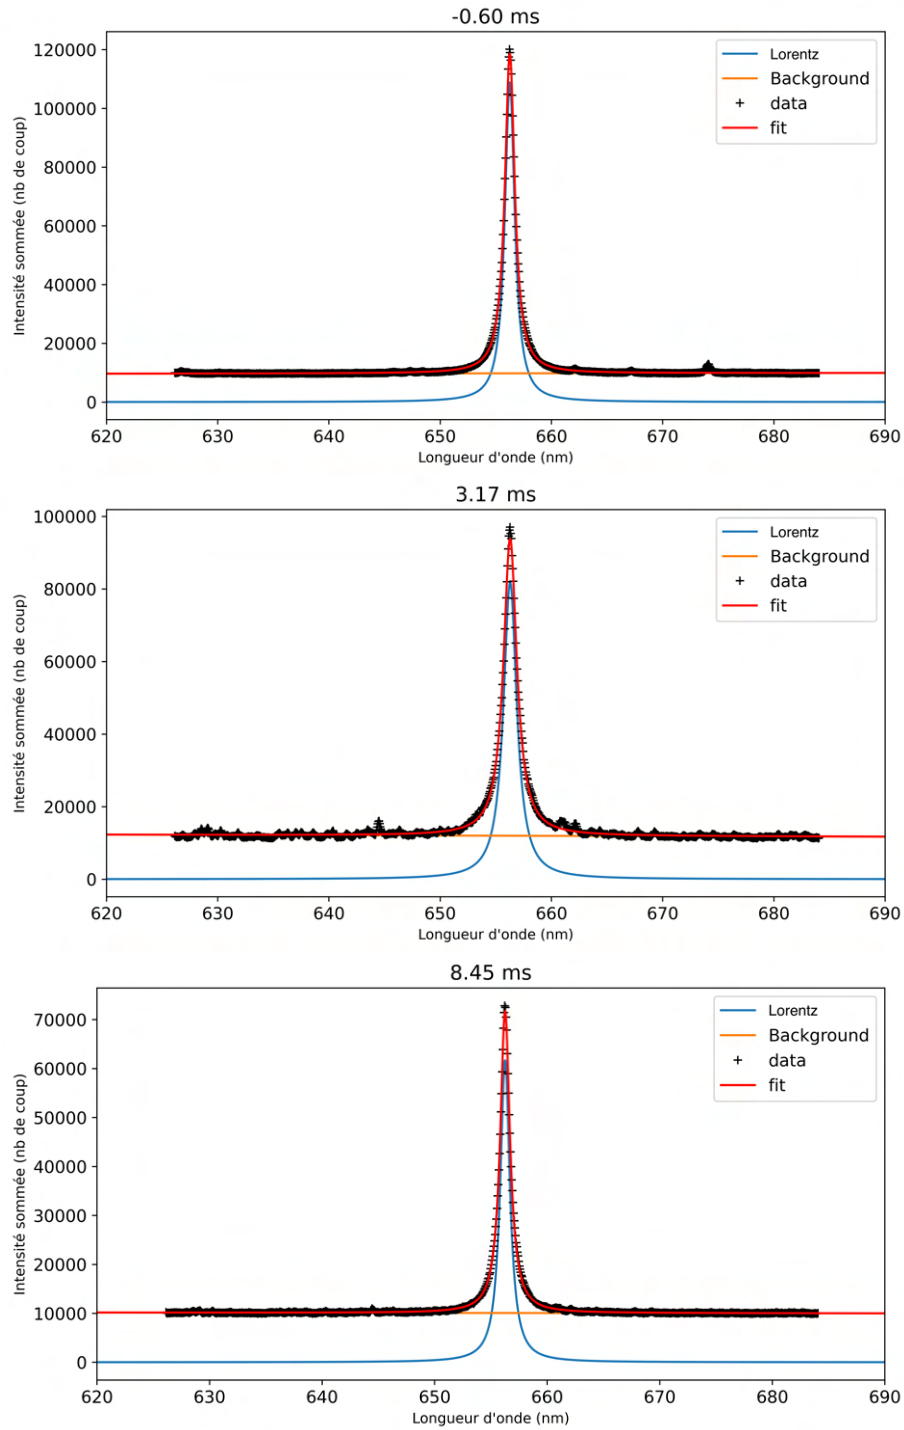 -0.60 ms
120000
100000
80000
60000
40000
20000
0
Intensité sommée (nb de coup)
Lorentz
Background
data
fit
620 630 640 650 660 670 680 690
Longueur d'onde (nm)
3.17 ms
100000
80000
60000
40000
20000
0
Intensité sommée (nb de coup)
Lorentz
Background
data
fit
620 630 640 650 660 670 680 690
Longueur d'onde (nm)
8.45 ms
70000
60000
50000
40000
30000
20000
10000
0
Intensité sommée (nb de coup)
Lorentz
Background
data
fit
620 630 640 650 660 670 680 690
Longueur d'onde (nm)